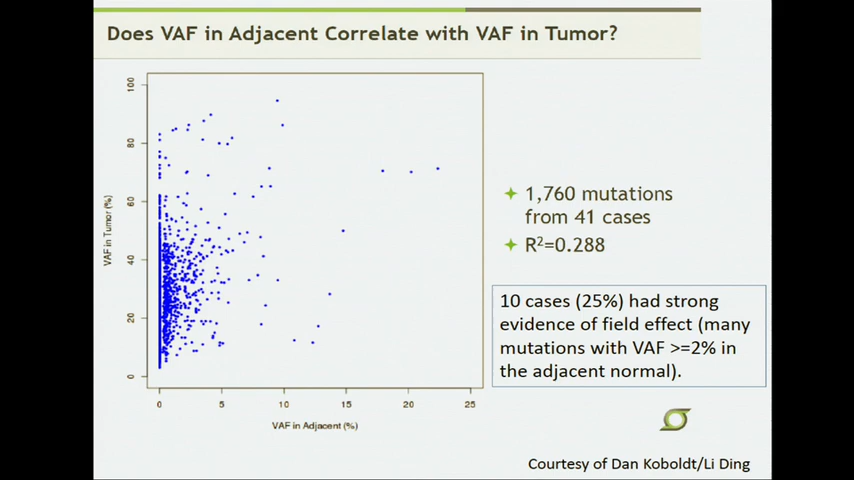 Does VAF in Adjacent Correlate with VAF in Tumor?
100
80
60
40
20
0
VAF in Tumor (%)
0 5 10 15 20 25
VAF in Adjacent (%)
1,760 mutations
from 41 cases
R²=0.288
10 cases (25%) had strong
evidence of field effect (many
mutations with VAF >=2% in
the adjacent normal).
Courtesy of Dan Koboldt/Li Ding